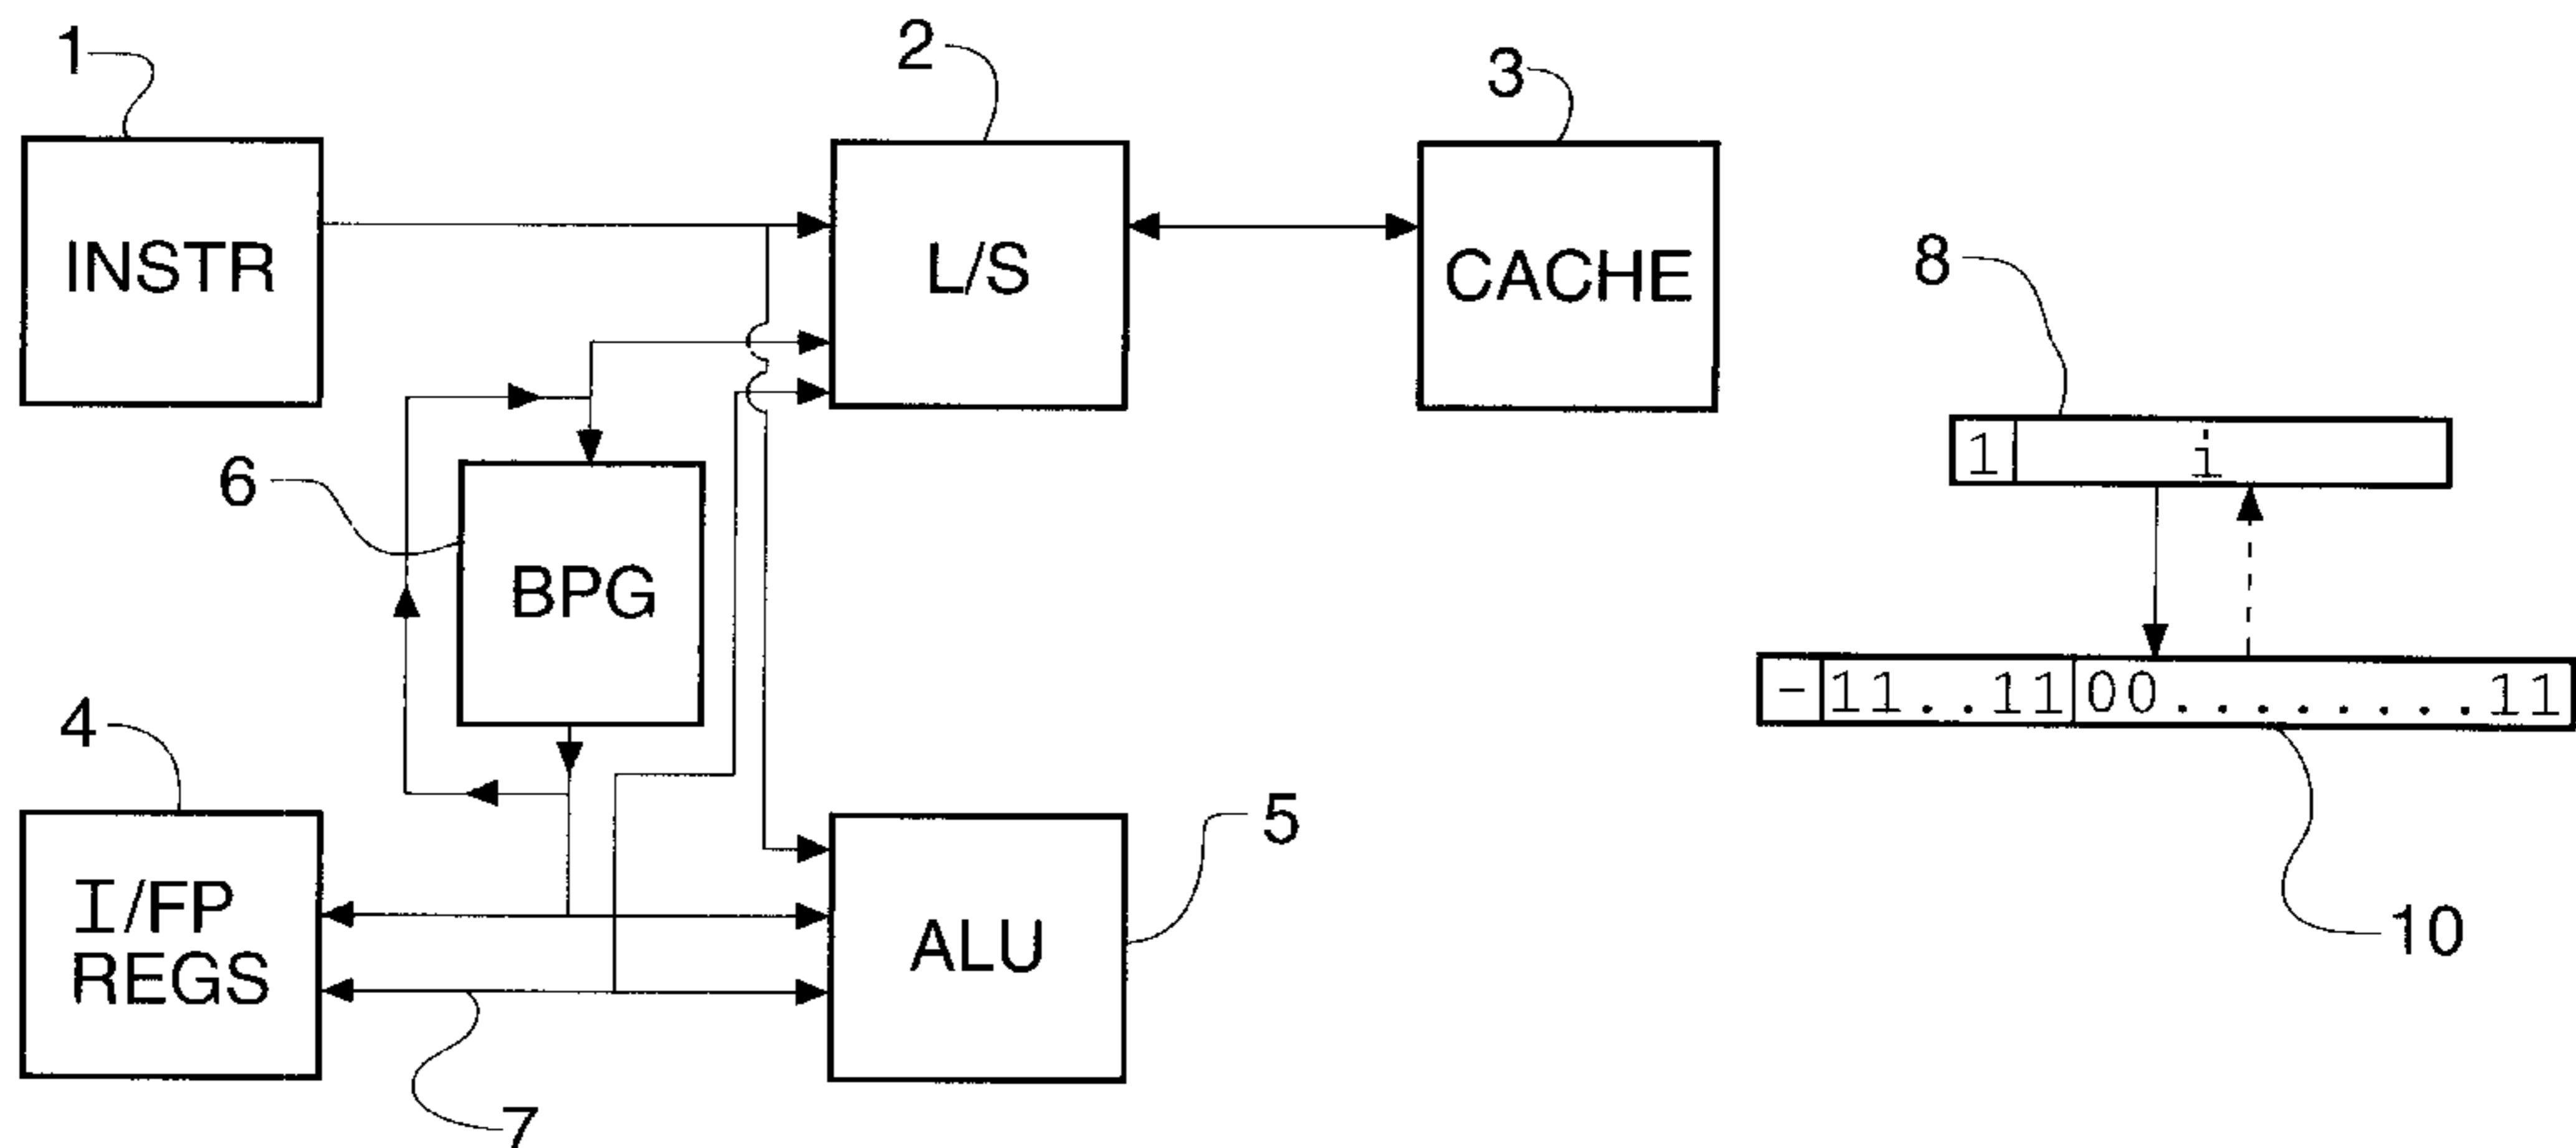 1
2
3
INSTR
L/S
CACHE
8
1 i
6
BPG
- 11..11 00........11
4
5
I/FP
REGS
ALU
10
7